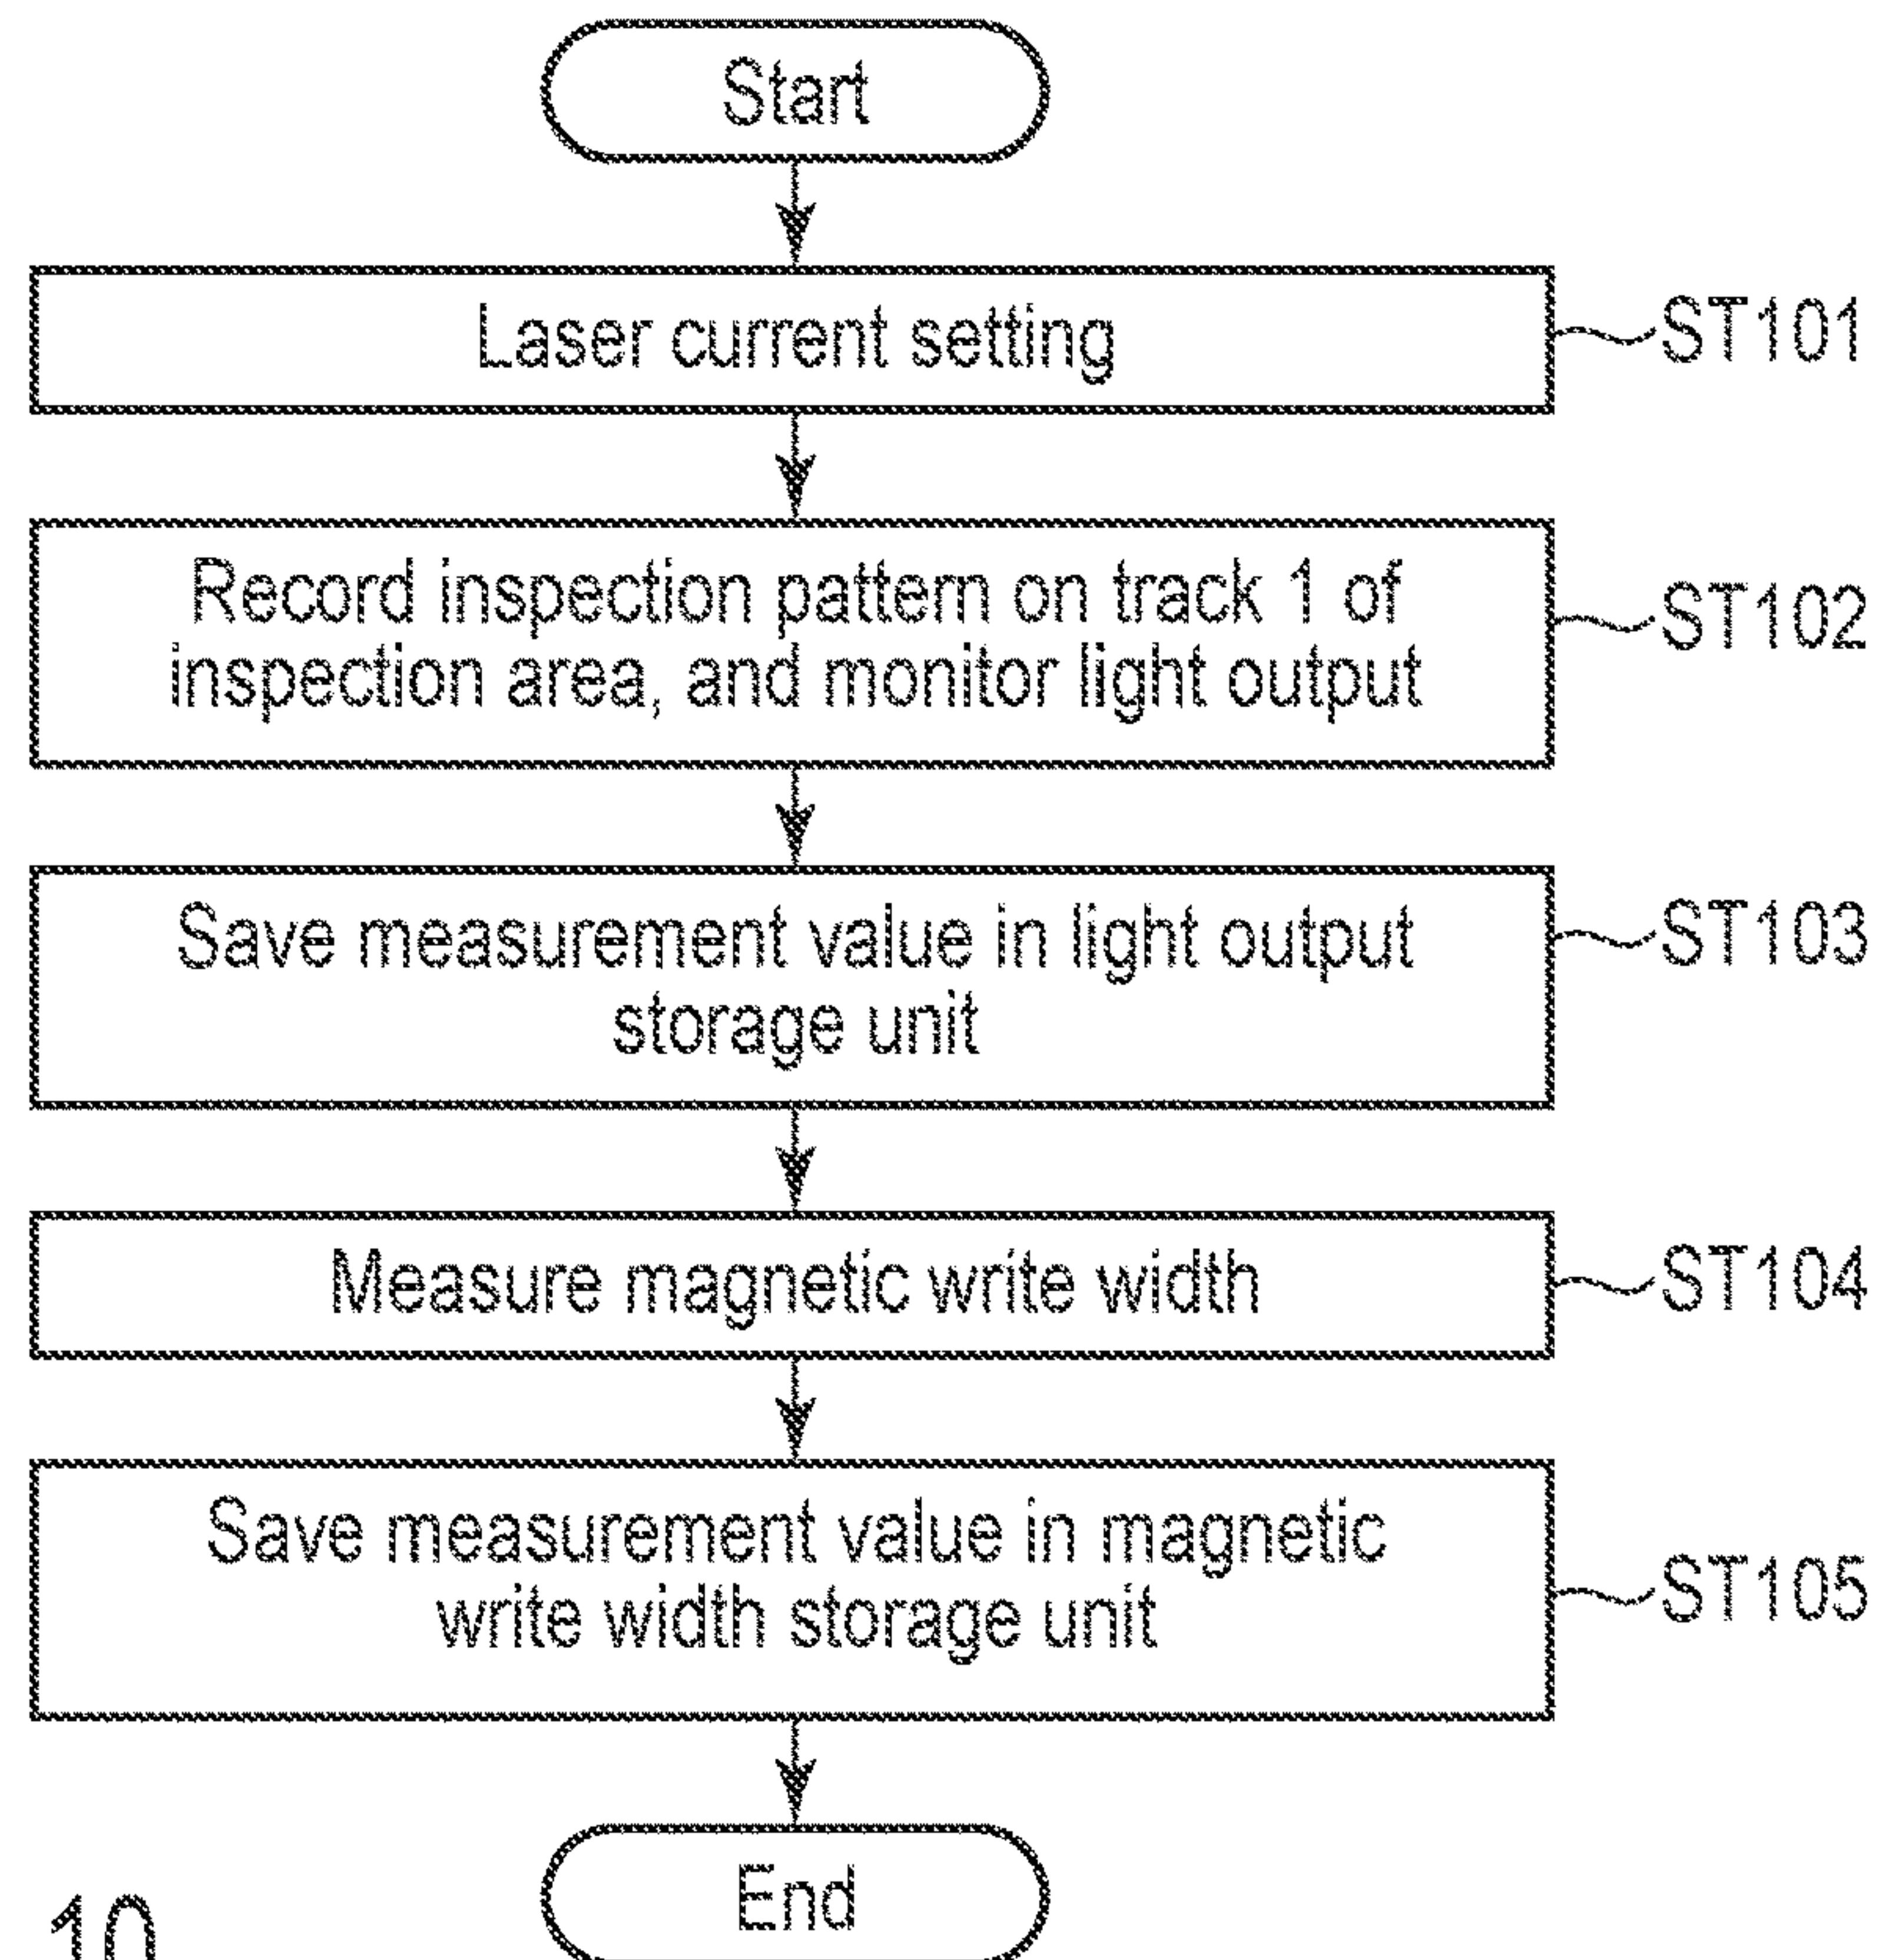 Start
Laser current setting
ST101
Record inspection pattern on track 1 of
inspection area, and monitor light output
ST102
Save measurement value in light output
storage unit
ST103
Measure magnetic write width
ST104
Save measurement value in magnetic
write width storage unit
ST105
End
10